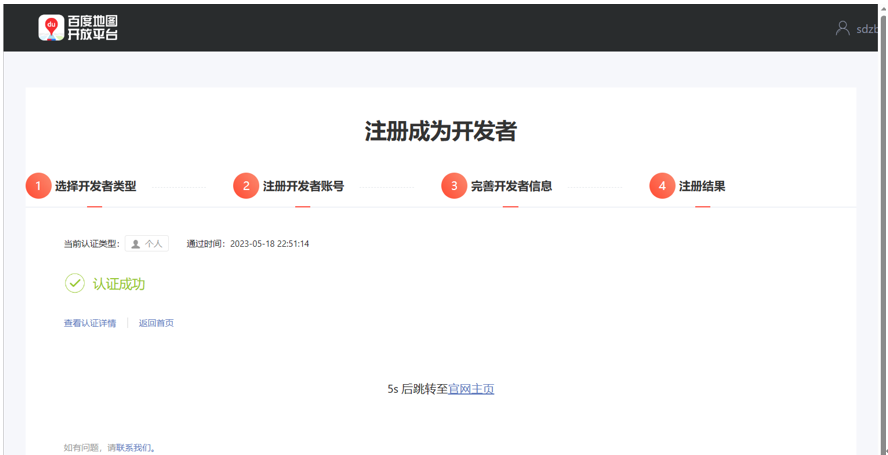 du 百度地图
开放平台
sdzb
注册成为开发者
1 选择开发者类型 2 注册开发者账号 3 完善开发者信息 4 注册结果
当前认证类型： 个人 通过时间：2023-05-18 22:51:14
认证成功
查看认证详情 返回首页
5s 后跳转至官网主页
如有问题，请联系我们。